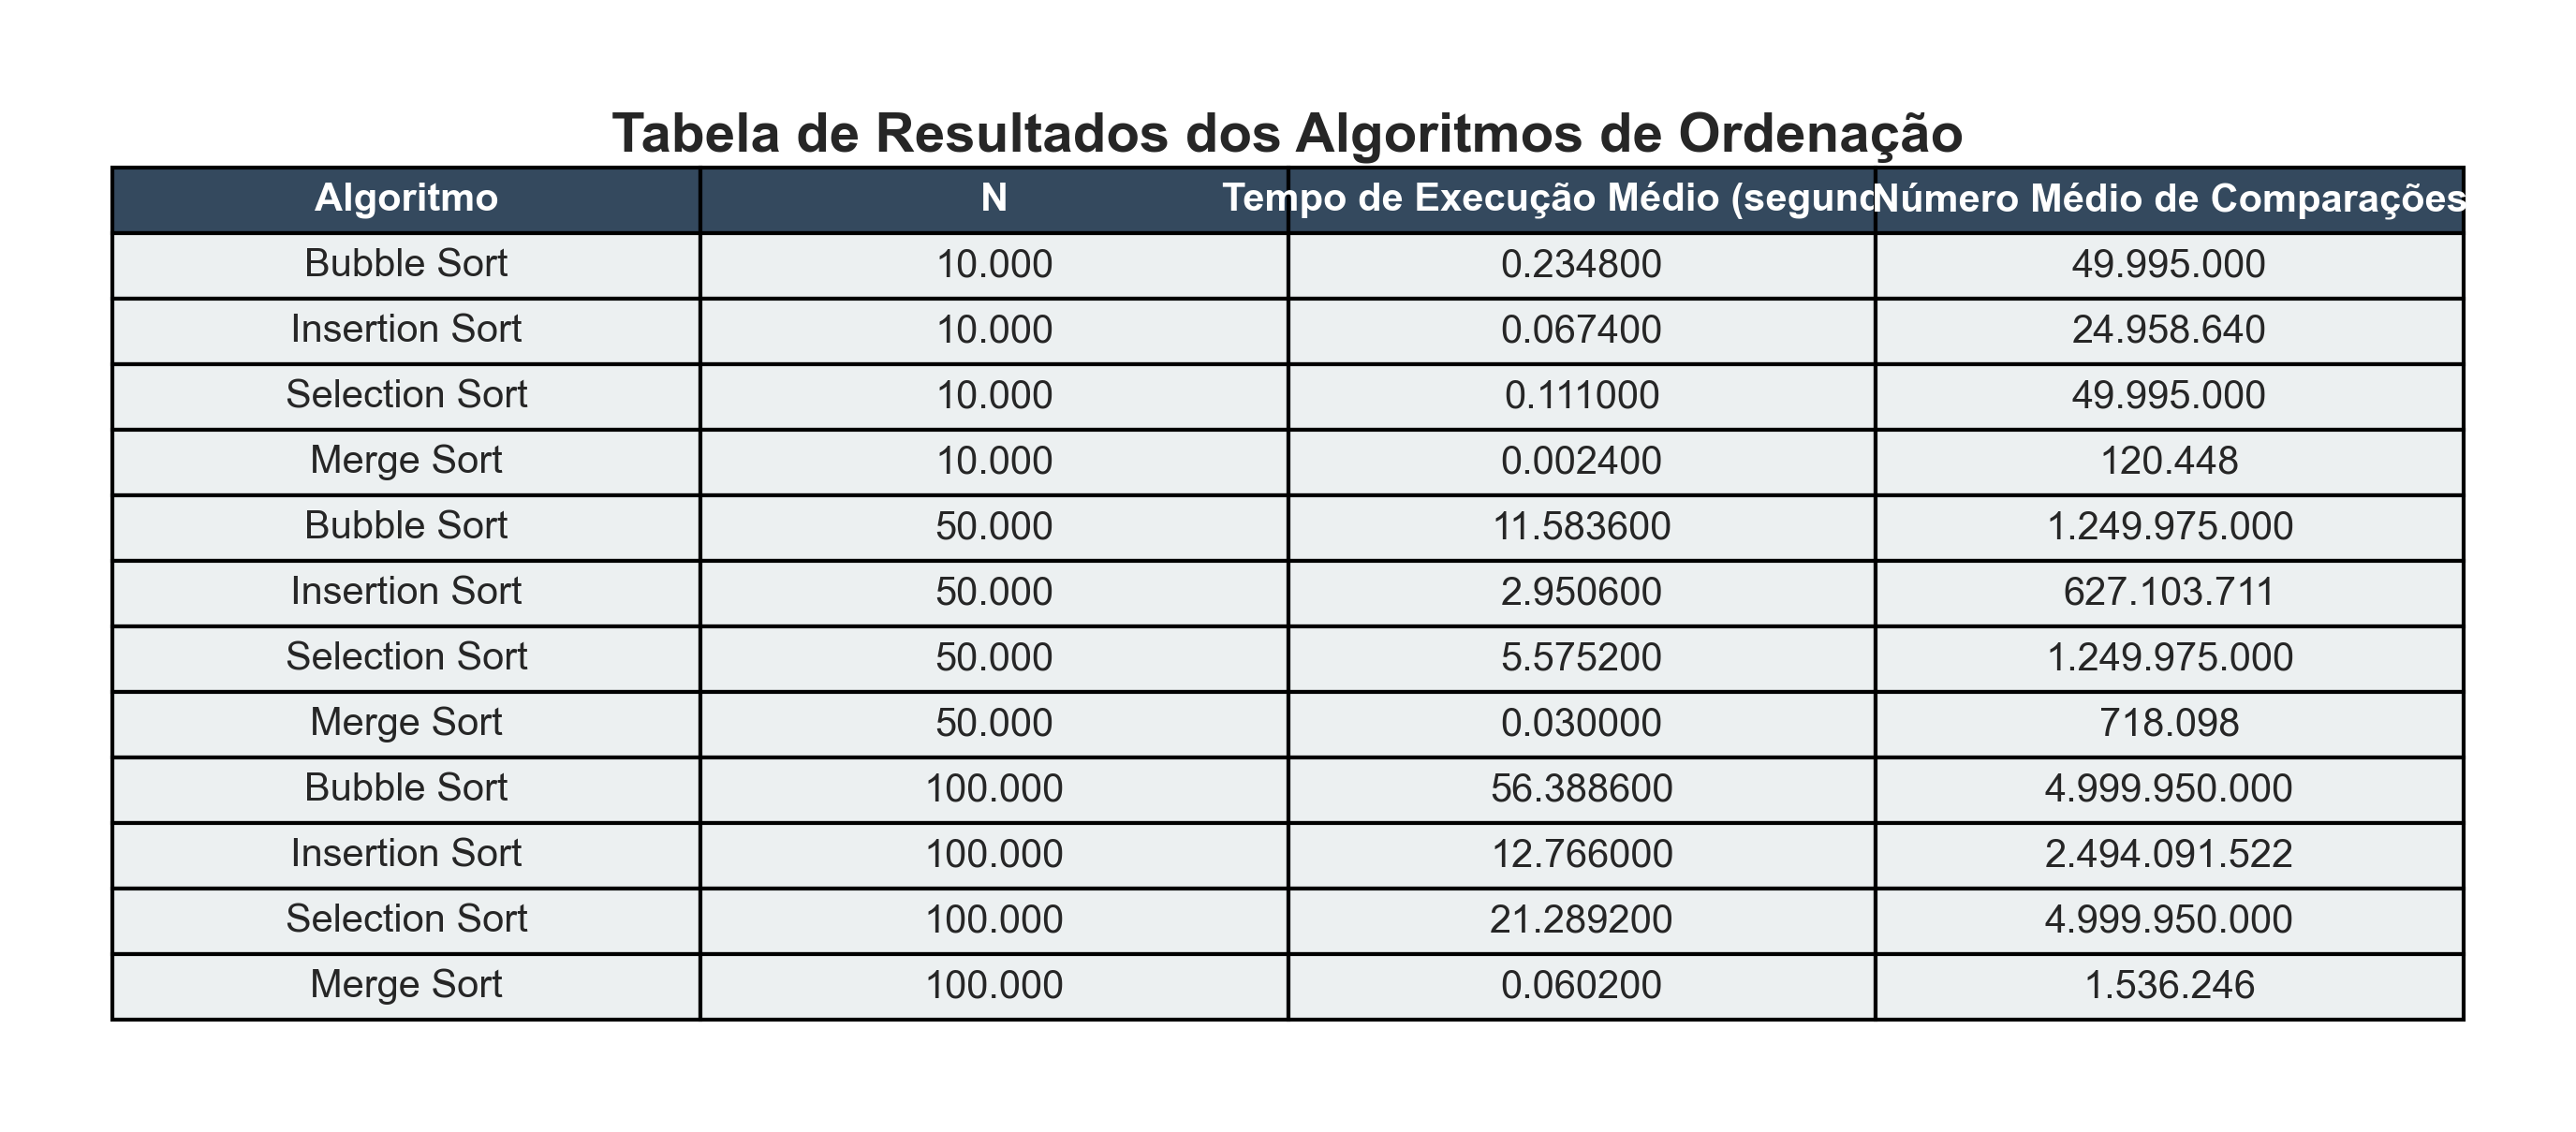 Tabela de Resultados dos Algoritmos de Ordenação
Algoritmo N Tempo de Execução Médio (segund Número Médio de Comparações
Bubble Sort 10.000 0.234800 49.995.000
Insertion Sort 10.000 0.067400 24.958.640
Selection Sort 10.000 0.111000 49.995.000
Merge Sort 10.000 0.002400 120.448
Bubble Sort 50.000 11.583600 1.249.975.000
Insertion Sort 50.000 2.950600 627.103.711
Selection Sort 50.000 5.575200 1.249.975.000
Merge Sort 50.000 0.030000 718.098
Bubble Sort 100.000 56.388600 4.999.950.000
Insertion Sort 100.000 12.766000 2.494.091.522
Selection Sort 100.000 21.289200 4.999.950.000
Merge Sort 100.000 0.060200 1.536.246